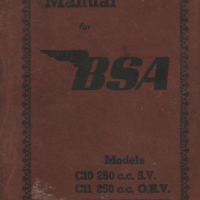 Manual
for
BSA
Models
C10 250 c.c. S.V.
C11 250 c.c. O.H.V.